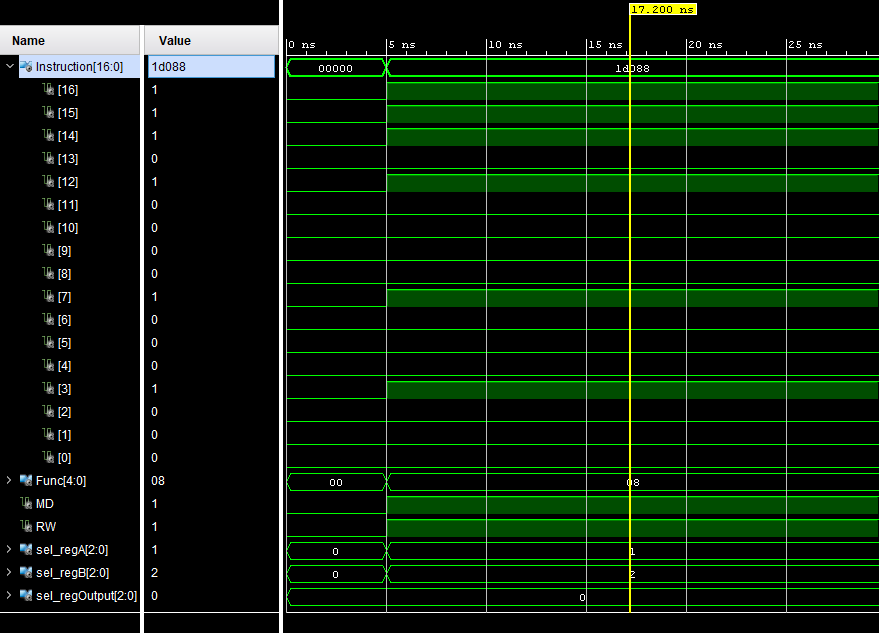 17.200 ns
Name Value
0 ns 5 ns 10 ns 15 ns 20 ns 25 ns
Instruction[16:0] 1d088 00000 1d088
[16] 1
[15] 1
[14] 1
[13] 0
[12] 1
[11] 0
[10] 0
[9] 0
[8] 0
[7] 1
[6] 0
[5] 0
[4] 0
[3] 1
[2] 0
[1] 0
[0] 0
Func[4:0] 08 00 08
MD 1
RW 1
sel_regA[2:0] 1 0 1
sel_regB[2:0] 2 0 2
sel_regOutput[2:0] 0 0